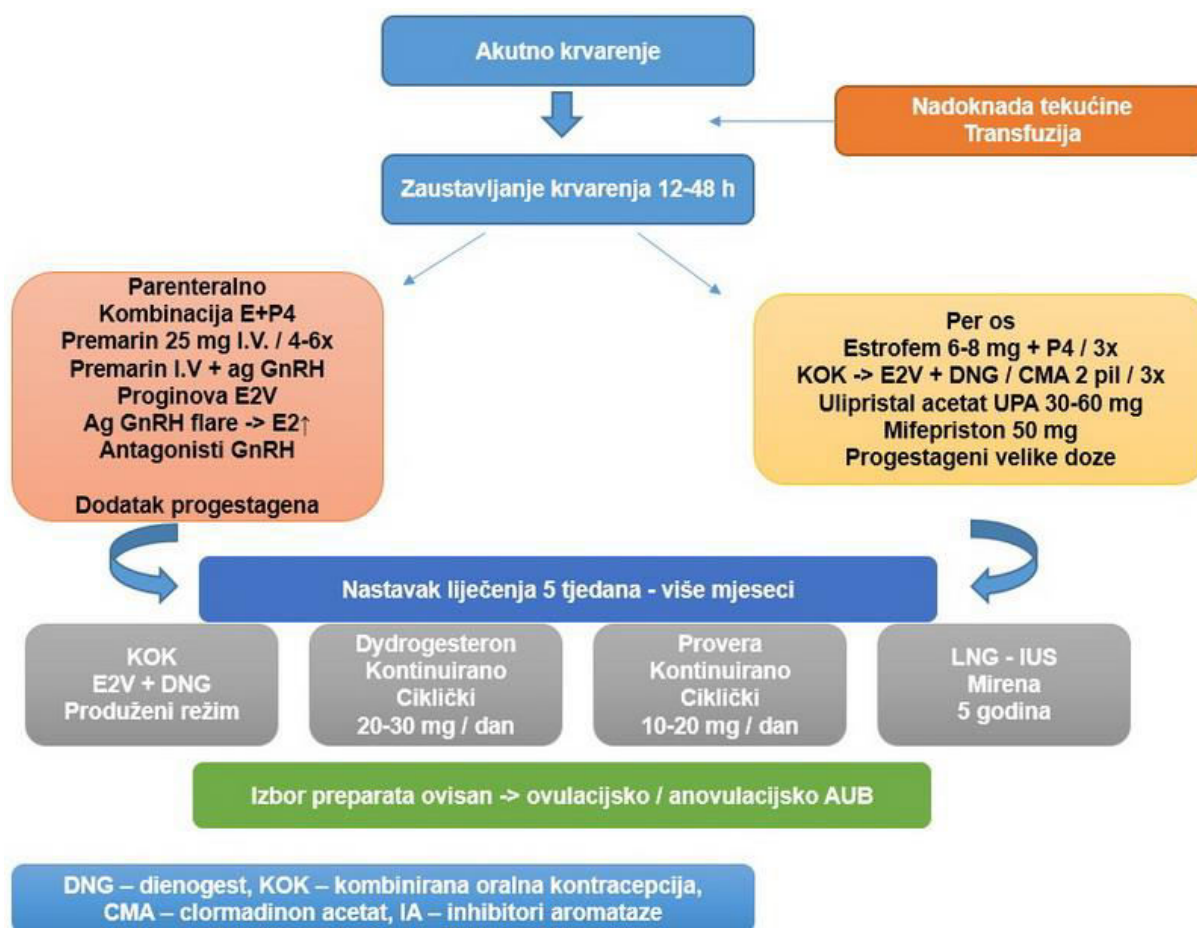 Akutno krvarenje
Nadoknada tekućine
Transfuzija
Zaustavljanje krvarenja 12-48 h
Parenteralno
Kombinacija E+P4
Premarin 25 mg I.V. / 4-6x
Premarin I.V + ag GnRH
Proginova E2V
Ag GnRH flare -> E2↑
Antagonisti GnRH
Dodatak progestagena
Per os
Estrofem 6-8 mg + P4 / 3x
KOK -> E2V + DNG / CMA 2 pil / 3x
Ulipristal acetat UPA 30-60 mg
Mifepriston 50 mg
Progestageni velike doze
Nastavak liječenja 5 tjedana - više mjeseci
KOK
E2V + DNG
Produženi režim
Dydrogesteron
Kontinuirano
Ciklički
20-30 mg / dan
Provera
Kontinuirano
Ciklički
10-20 mg / dan
LNG - IUS
Mirena
5 godina
Izbor preparata ovisan -> ovulacijsko / anovulacijsko AUB
DNG – dienogest, KOK – kombinirana oralna kontracepcija,
CMA – clormadinon acetat, IA – inhibitori aromataze